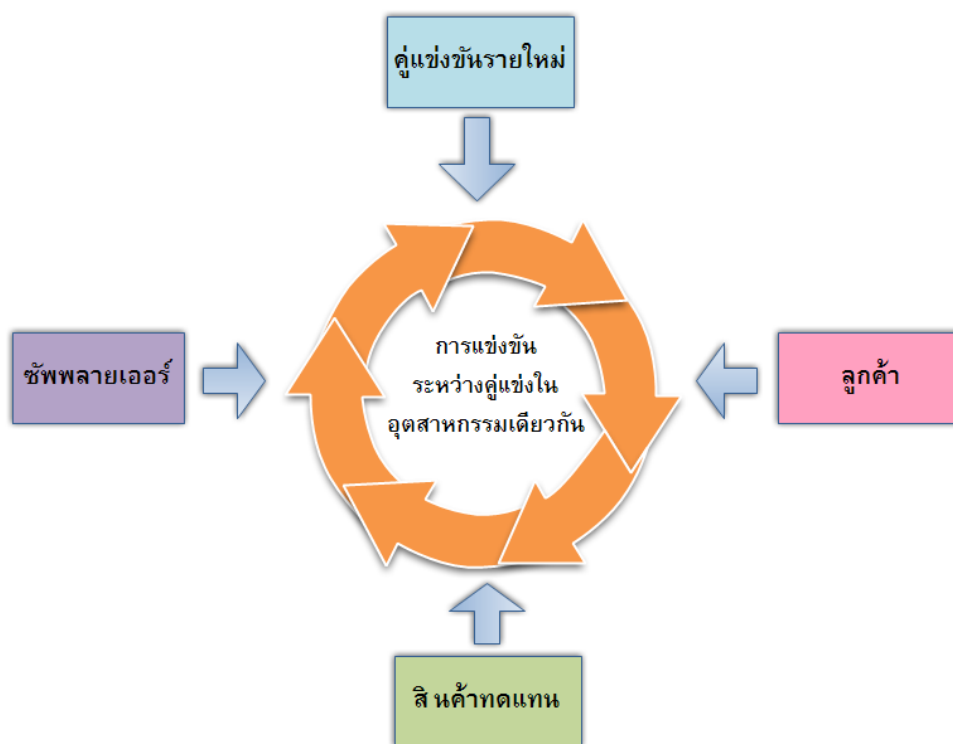 คู่แข่งขันรายใหม่
ซัพพลายเออร์
การแข่งขัน
ระหว่างคู่แข่งใน
อุตสาหกรรมเดียวกัน
ลูกค้า
สินค้าทดแทน